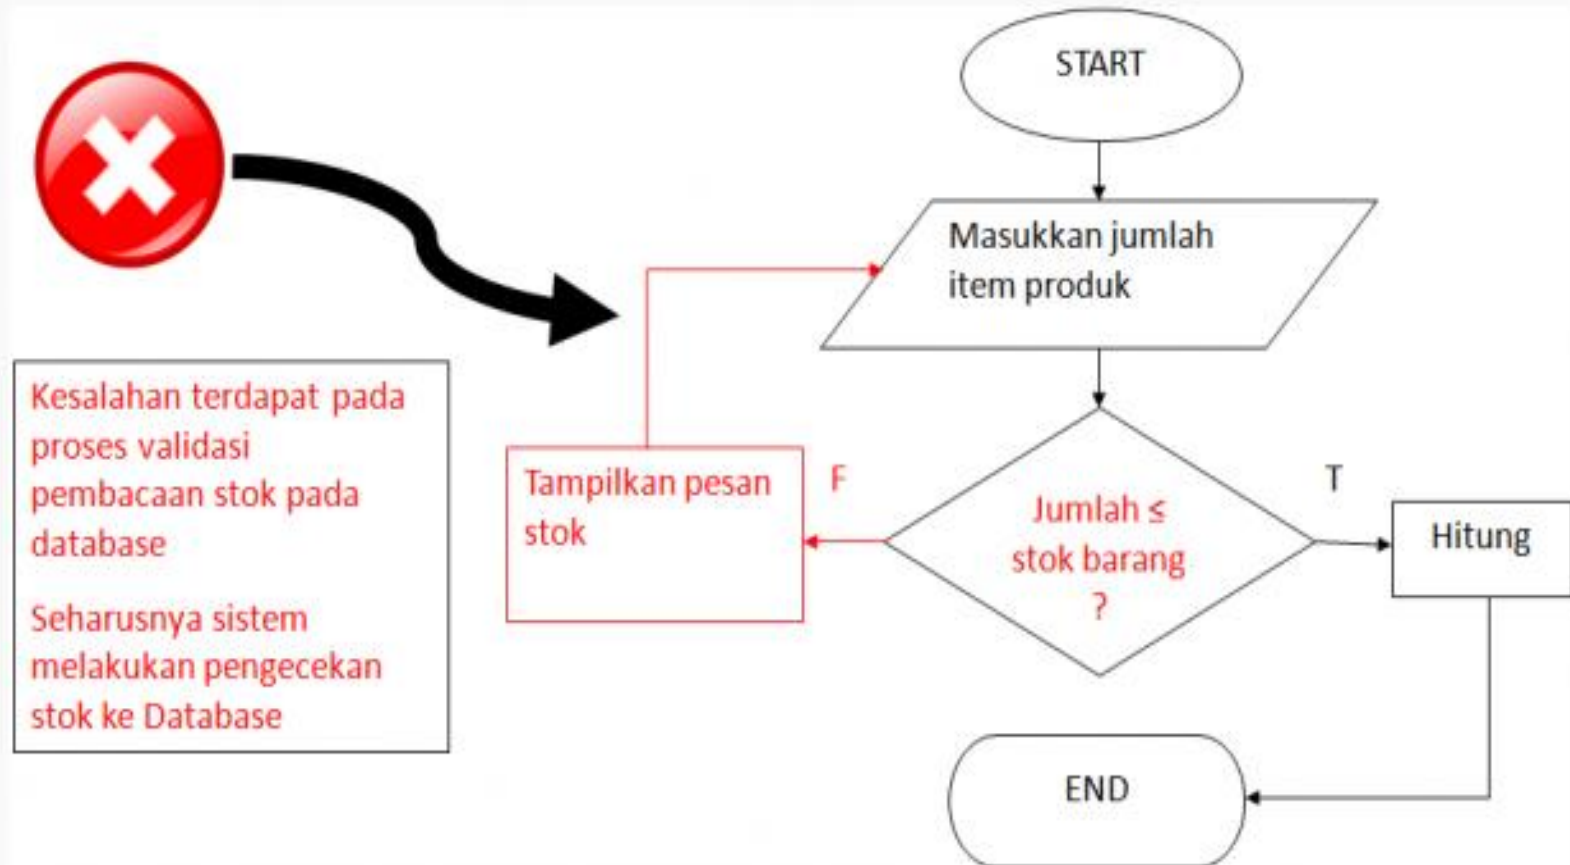 START
Masukkan jumlah
item produk
Kesalahan terdapat pada
proses validasi
pembacaan stok pada
database
Seharusnya sistem
melakukan pengecekan
stok ke Database
Tampilkan pesan
stok
F
Jumlah ≤
stok barang
?
T
Hitung
END